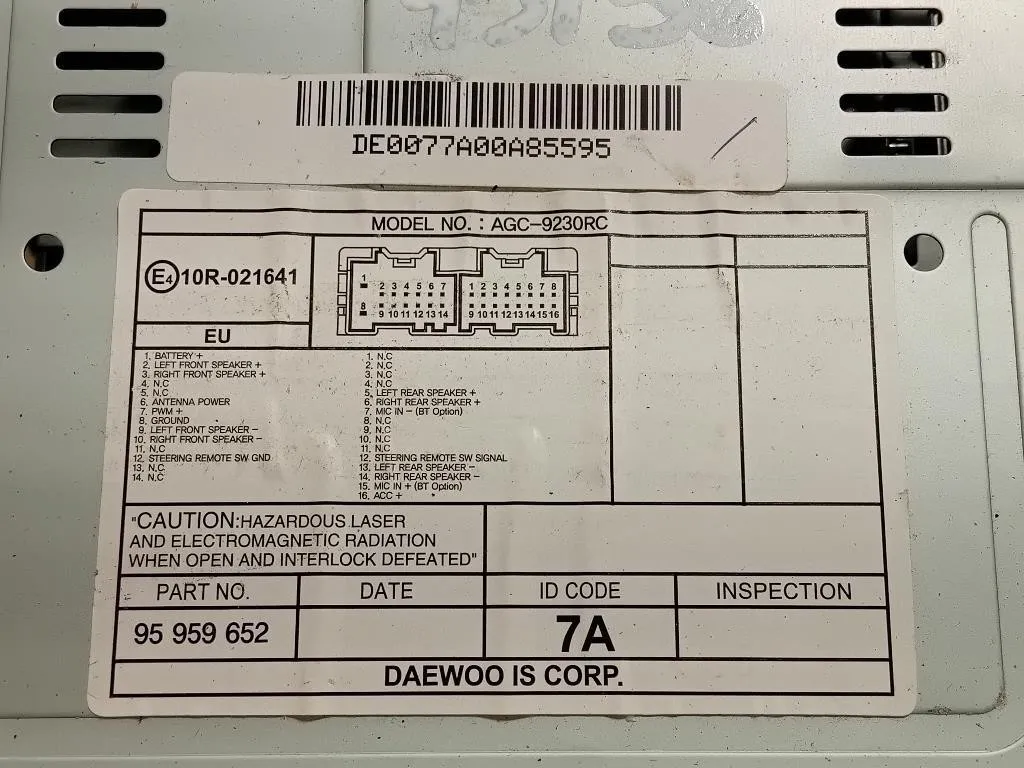 DE0077A00A85595
MODEL NO. : AGC-9230RC
E4 10R-021641
EU
1 2 3 4 5 6 7
8 9 10 11 12 13 14
1 2 3 4 5 6 7 8
9 10 11 12 13 14 15 16
1. BATTERY +
2. LEFT FRONT SPEAKER +
3. RIGHT FRONT SPEAKER +
4. N.C
5. N.C
6. ANTENNA POWER
7. PWM +
8. GROUND
9. LEFT FRONT SPEAKER -
10. RIGHT FRONT SPEAKER -
11. N.C
12. STEERING REMOTE SW GND
13. N.C
14. N.C
1. N.C
2. N.C
3. N.C
4. N.C
5. LEFT REAR SPEAKER +
6. RIGHT REAR SPEAKER +
7. MIC IN - (BT Option)
8. N.C
9. N.C
10. N.C
11. N.C
12. STEERING REMOTE SW SIGNAL
13. LEFT REAR SPEAKER -
14. RIGHT REAR SPEAKER -
15. MIC IN + (BT Option)
16. ACC +
"CAUTION:HAZARDOUS LASER
AND ELECTROMAGNETIC RADIATION
WHEN OPEN AND INTERLOCK DEFEATED"
PART NO. DATE ID CODE INSPECTION
95 959 652 7A
DAEWOO IS CORP.